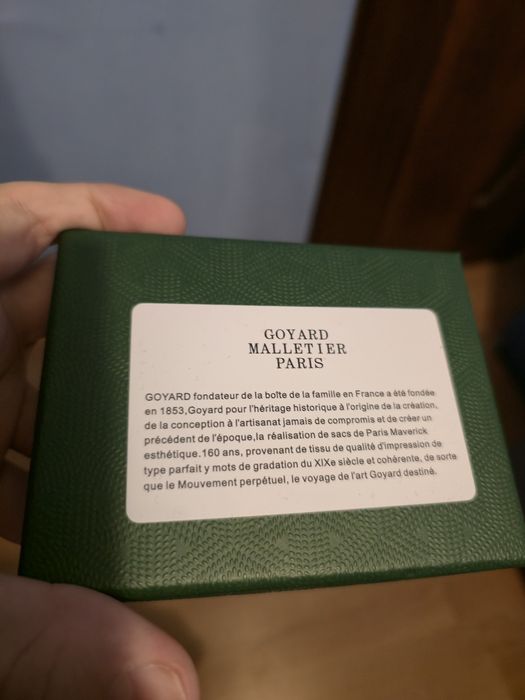 GOYARD
MALLETIER
PARIS
GOYARD fondateur de la boîte de la famille en France a été fondée
en 1853,Goyard pour l'héritage historique à l'origine de la création,
de la conception à l'artisanat jamais de compromis et de créer un
précédent de l'époque,la réalisation de sacs de Paris Maverick
esthétique.160 ans, provenant de tissu de qualité d'impression de
type parfait y mots de gradation du XIXe siècle et cohérente, de sorte
que le Mouvement perpétuel, le voyage de l'art Goyard destiné.